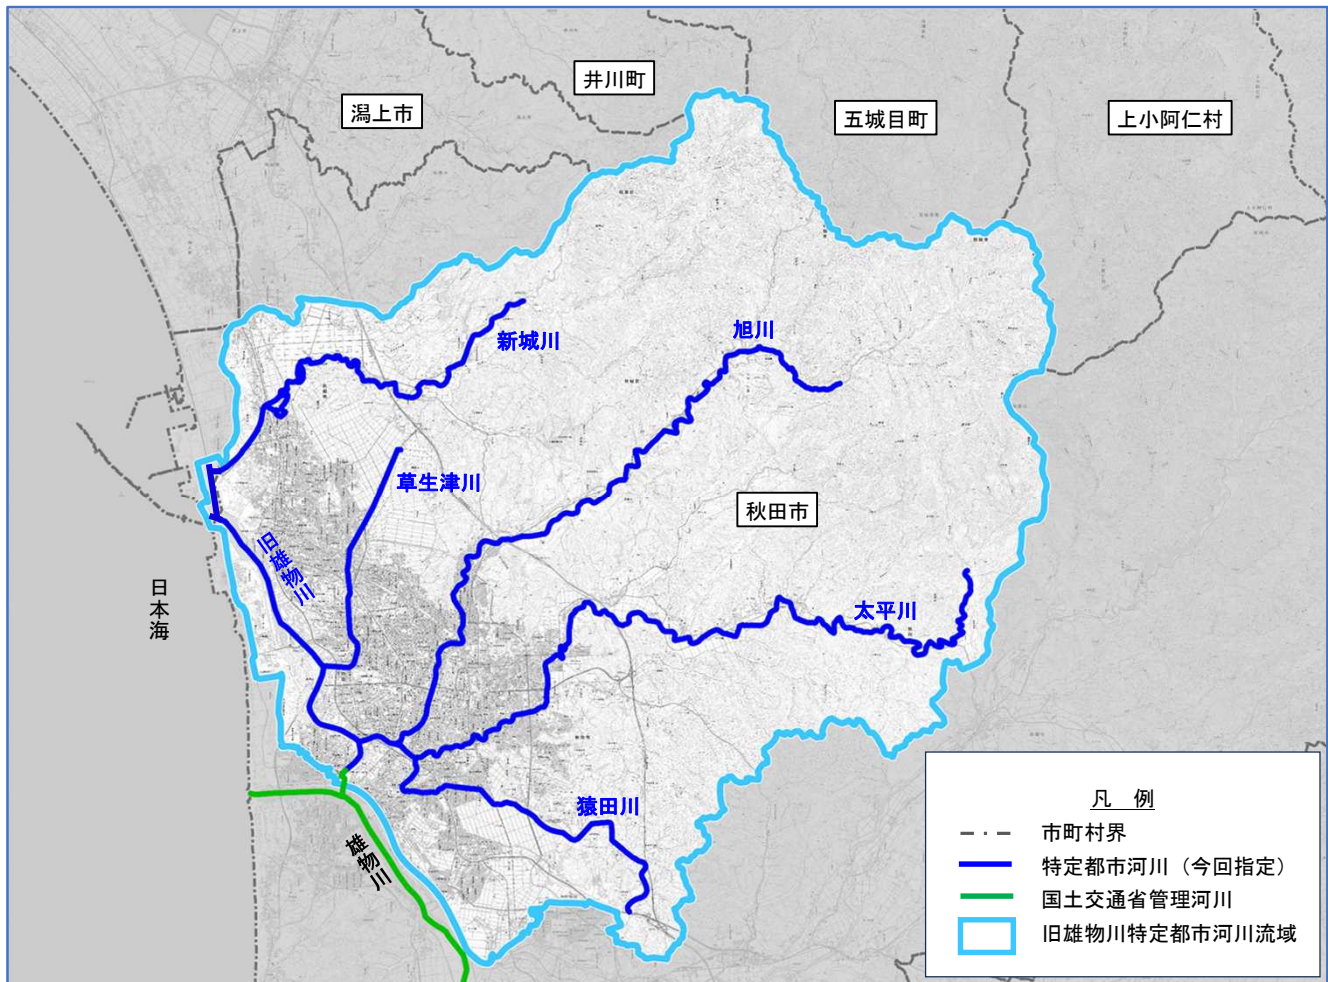 井川町
潟上市
五城目町
上小阿仁村
旭川
新城川
草生津川
秋田市
旧雄物川
日本海
太平川
猿田川
雄物川
凡 例
市町村界
特定都市河川（今回指定）
国土交通省管理河川
旧雄物川特定都市河川流域